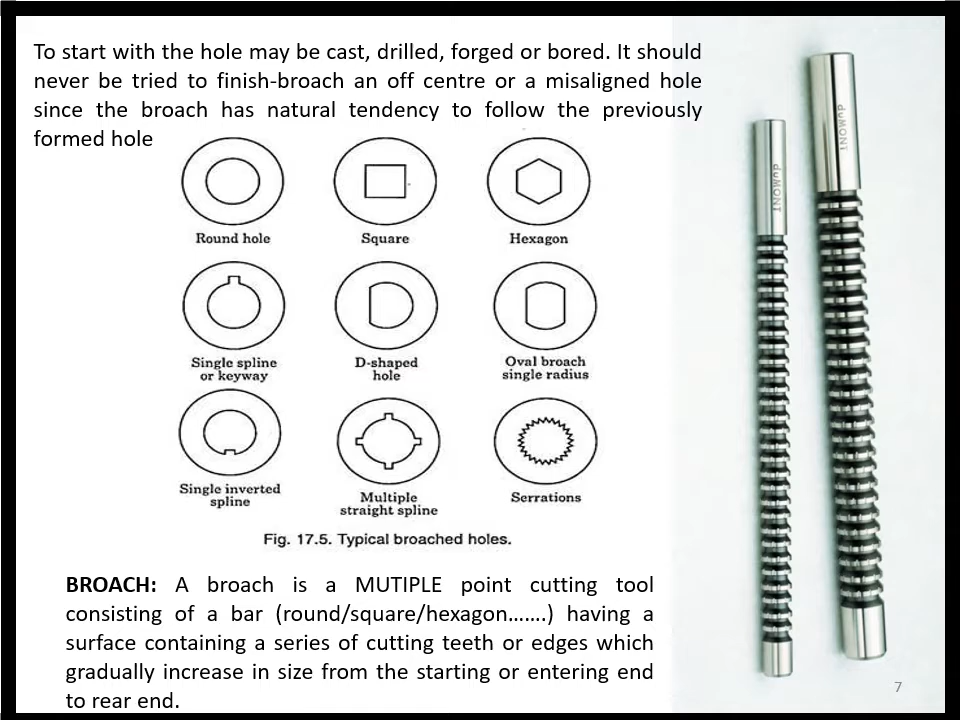 To start with the hole may be cast, drilled, forged or bored. It should
never be tried to finish-broach an off centre or a misaligned hole
since the broach has natural tendency to follow the previously
formed hole
Round hole
Square
Hexagon
Single spline
or keyway
D-shaped
hole
Oval broach
single radius
Single inverted
spline
Multiple
straight spline
Serrations
Fig. 17.5. Typical broached holes.
BROACH: A broach is a MUTIPLE point cutting tool
consisting of a bar (round/square/hexagon…….) having a
surface containing a series of cutting teeth or edges which
gradually increase in size from the starting or entering end
to rear end.
duMONT
duMONT
7